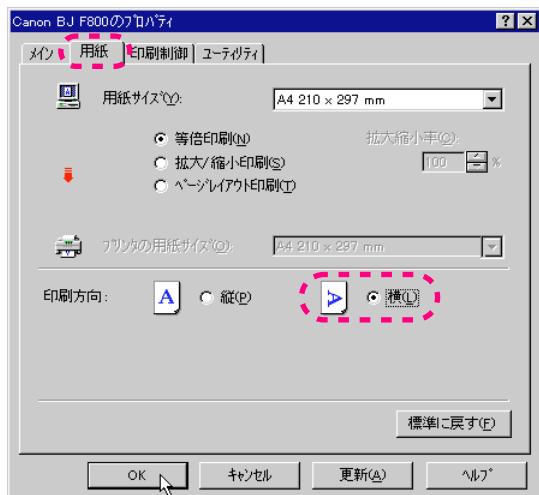 Canon BJ F800のﾌﾟﾛﾊﾟﾃｨ
ﾒｲﾝ 用紙 印刷制御 ﾕｰﾃｨﾘﾃｨ
用紙ｻｲｽﾞ(Y): A4 210 x 297 mm
等倍印刷(N) 拡大縮小率(C):
拡大/縮小印刷(S) 100 %
ﾍﾟｰｼﾞﾚｲｱｳﾄ印刷(T)
ﾌﾟﾘﾝﾀの用紙ｻｲｽﾞ(O): A4 210 x 297 mm
印刷方向: A 縦(P) A 横(L)
標準に戻す(F)
OK ｷｬﾝｾﾙ 更新(A) ﾍﾙﾌﾟ